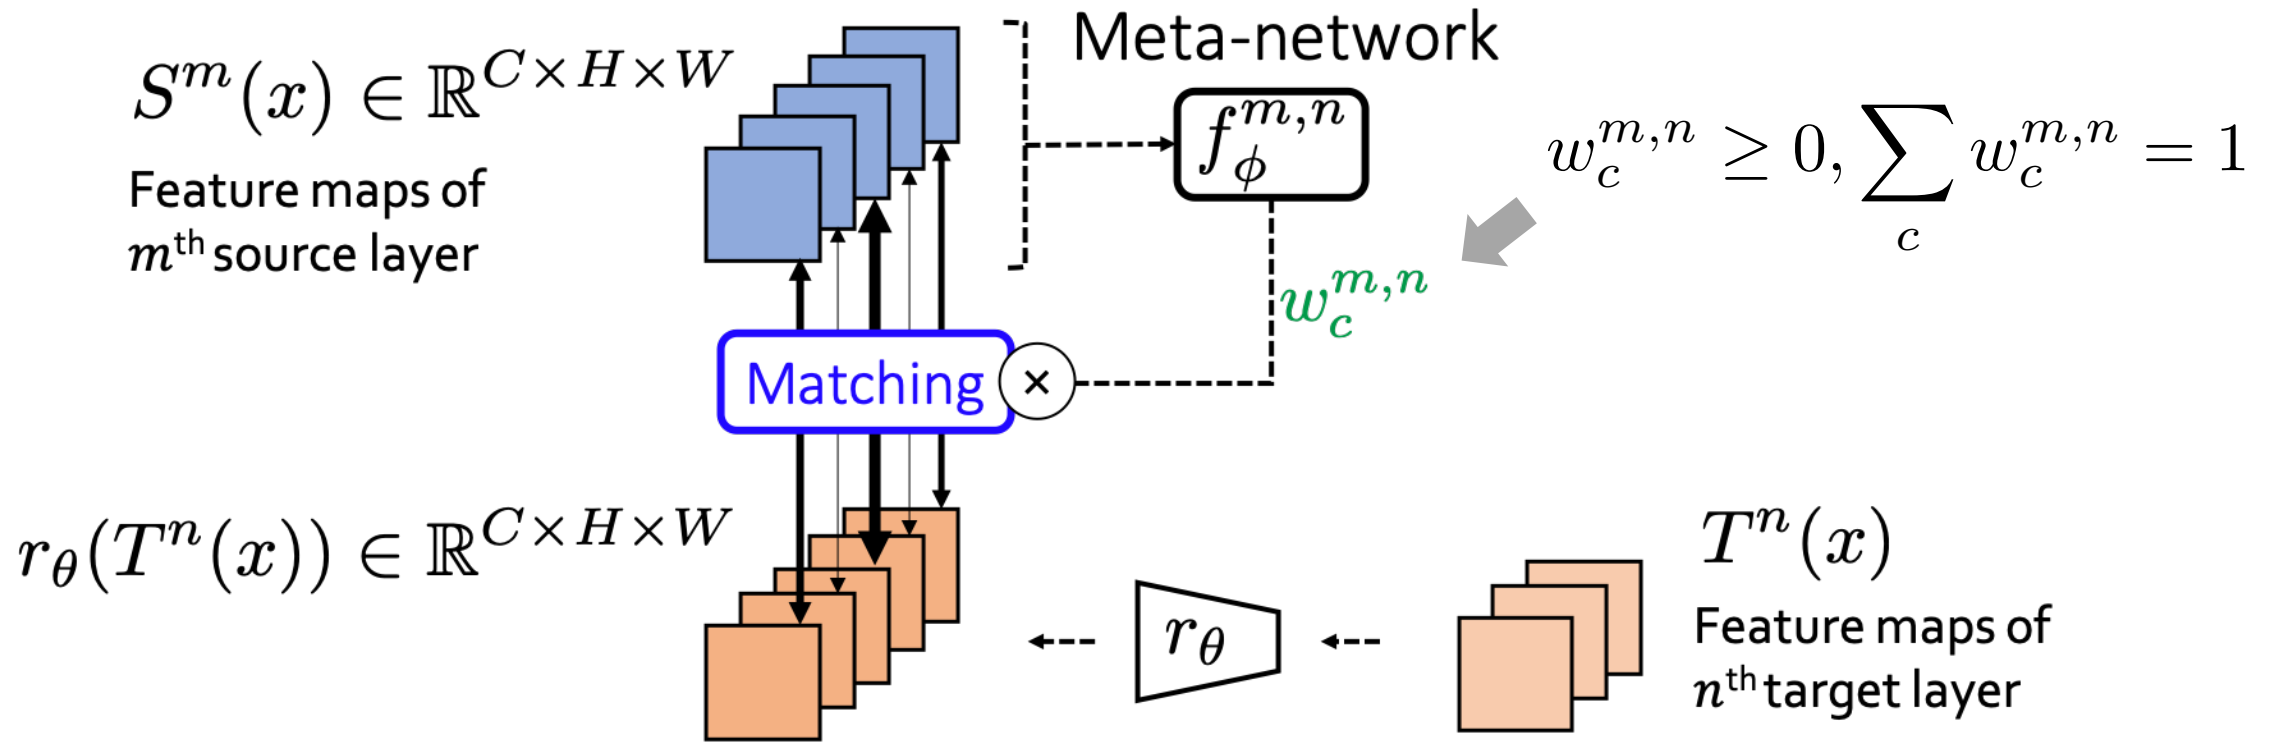 Meta-network
S^m(x) ∈ ℝ^{C×H×W}
Feature maps of
m^th source layer
f_ϕ^{m,n}
w_c^{m,n} ≥ 0, ∑_c w_c^{m,n} = 1
w_c^{m,n}
Matching
×
r_θ(T^n(x)) ∈ ℝ^{C×H×W}
r_θ
T^n(x)
Feature maps of
n^th target layer